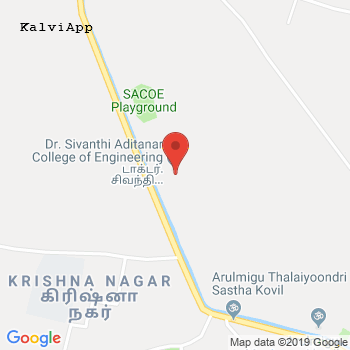 KalviApp
SACOE
Playground
Dr. Sivanthi Aditanar
College of Engineering
டாக்டர்.
சிவந்தி...
KRISHNA NAGAR
கிரிஷ்னா
நகர்
Arulmigu Thalaiyoondri
Sastha Kovil
Google
Map data ©2019 Google